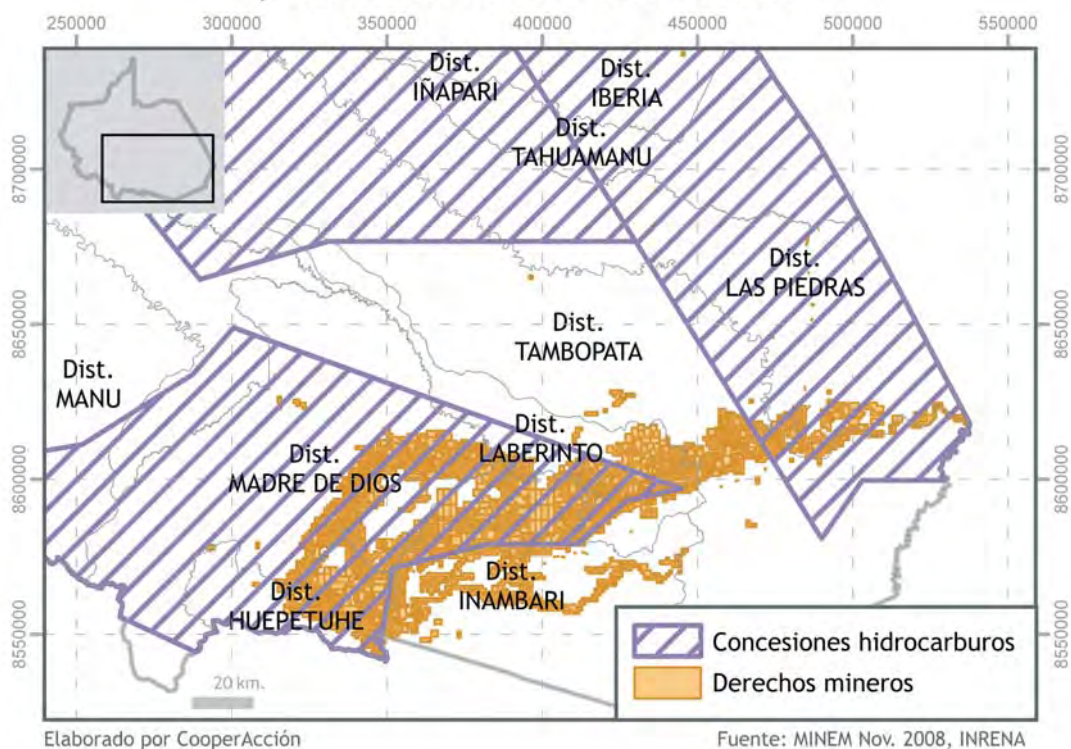 250000 300000 350000 400000 450000 500000 550000
Dist.
IÑAPARI
Dist.
IBERIA
Dist.
TAHUAMANU
8700000
8700000
Dist.
LAS PIEDRAS
8650000
8650000
Dist.
TAMBOPATA
Dist.
MANU
Dist.
LABERINTO
Dist.
MADRE DE DIOS
8600000
8600000
Dist.
INAMBARI
Dist.
HUEPETUHE
8550000
8550000
Concesiones hidrocarburos
Derechos mineros
20 km.
Elaborado por CooperAcción
Fuente: MINEM Nov. 2008, INRENA